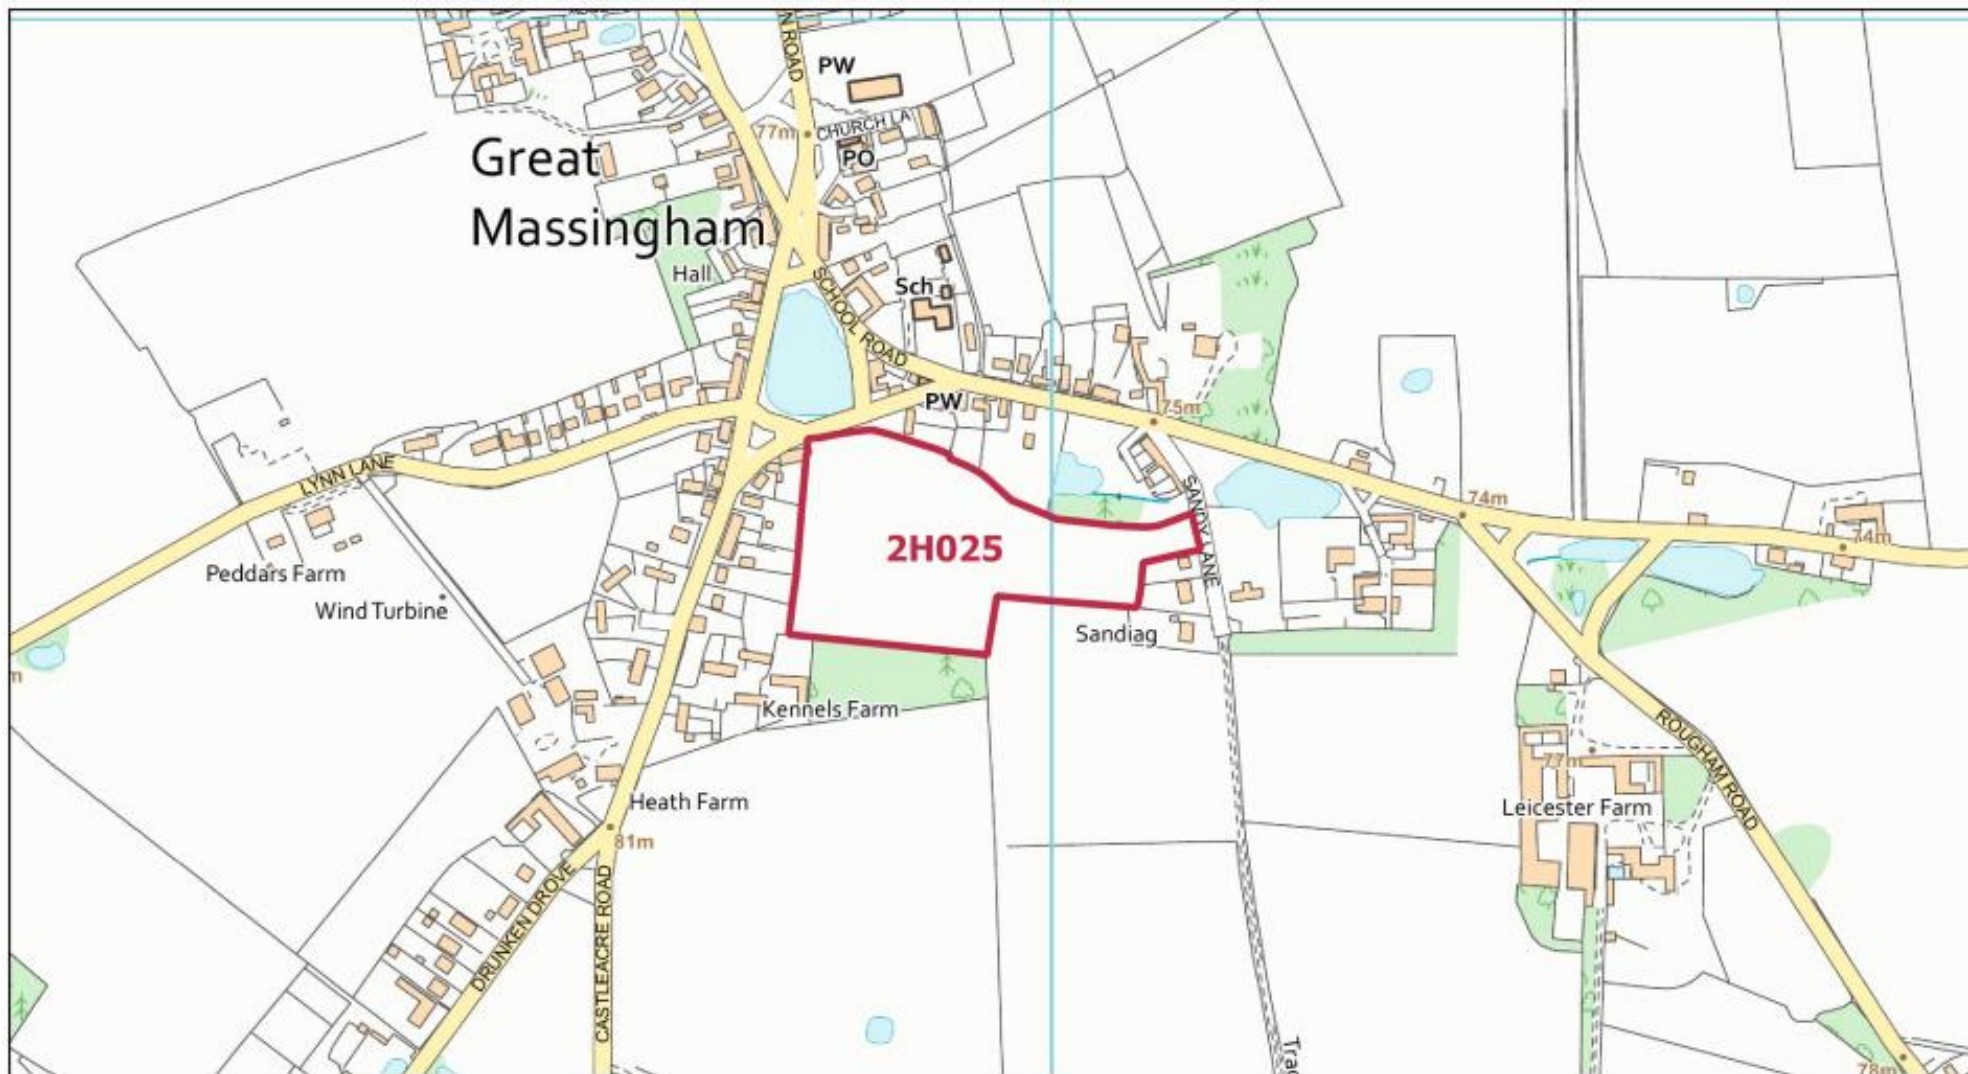 N ROAD
PW
77m
CHURCH LA
PO
Great
Massingham
Hall
SCHOOL ROAD
Sch
PW
75m
LYNN LANE
SANDY LANE
74m
2H025
74m
Peddars Farm
Wind Turbine
Sandiag
m
Kennels Farm
ROUGHAM ROAD
77m
Heath Farm
Leicester Farm
81m
DRUNKEN DROVE
CASTLEACRE ROAD
Trac
78m